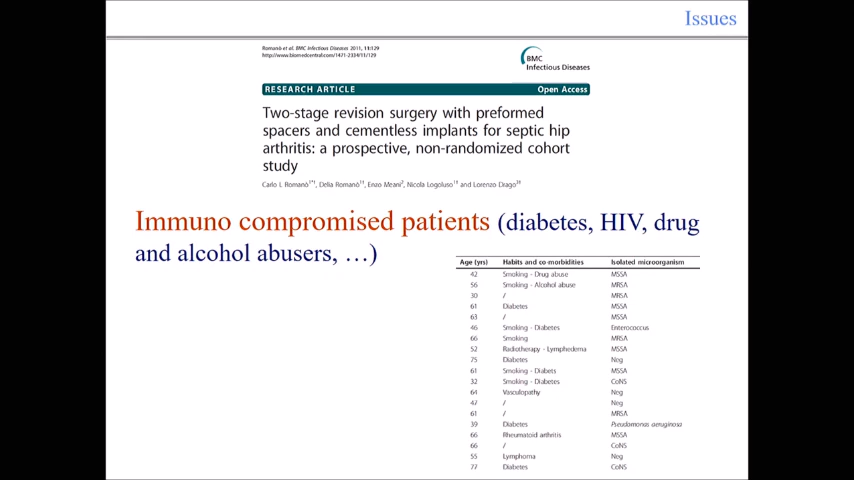 Issues
Romanò et al. BMC Infectious Diseases 2011, 11:129
http://www.biomedcentral.com/1471-2334/11/129
BMC
Infectious Diseases
RESEARCH ARTICLE Open Access
Two-stage revision surgery with preformed
spacers and cementless implants for septic hip
arthritis: a prospective, non-randomized cohort
study
Carlo L Romanò, Delia Romanò, Enzo Meani, Nicola Logoluso and Lorenzo Drago
Immuno compromised patients (diabetes, HIV, drug
and alcohol abusers, …)
Age (yrs) Habits and co-morbidities Isolated microorganism
42 Smoking - Drug abuse MSSA
56 Smoking - Alcohol abuse MRSA
30 / MRSA
61 Diabetes MSSA
63 / MSSA
46 Smoking - Diabetes Enterococcus
66 Smoking MRSA
52 Radiotherapy - Lymphedema MSSA
75 Diabetes Neg
61 Smoking - Diabets MSSA
32 Smoking - Diabetes CoNS
64 Vasculopathy Neg
47 / Neg
61 / MRSA
39 Diabetes Pseudomonas aeruginosa
66 Rheumatoid arthritis MSSA
66 / CoNS
55 Lymphoma Neg
77 Diabetes CoNS